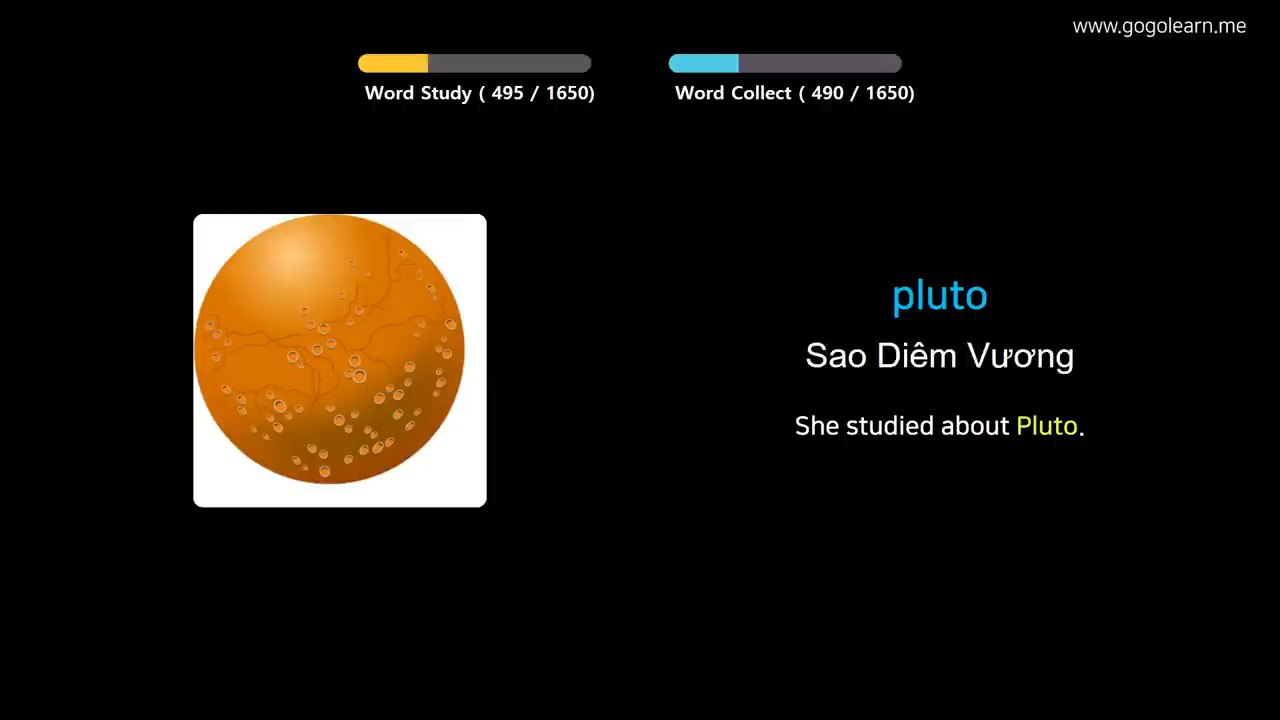 www.gogolearn.me
Word Study ( 495 / 1650)
Word Collect ( 490 / 1650)
pluto
Sao Diêm Vương
She studied about Pluto.